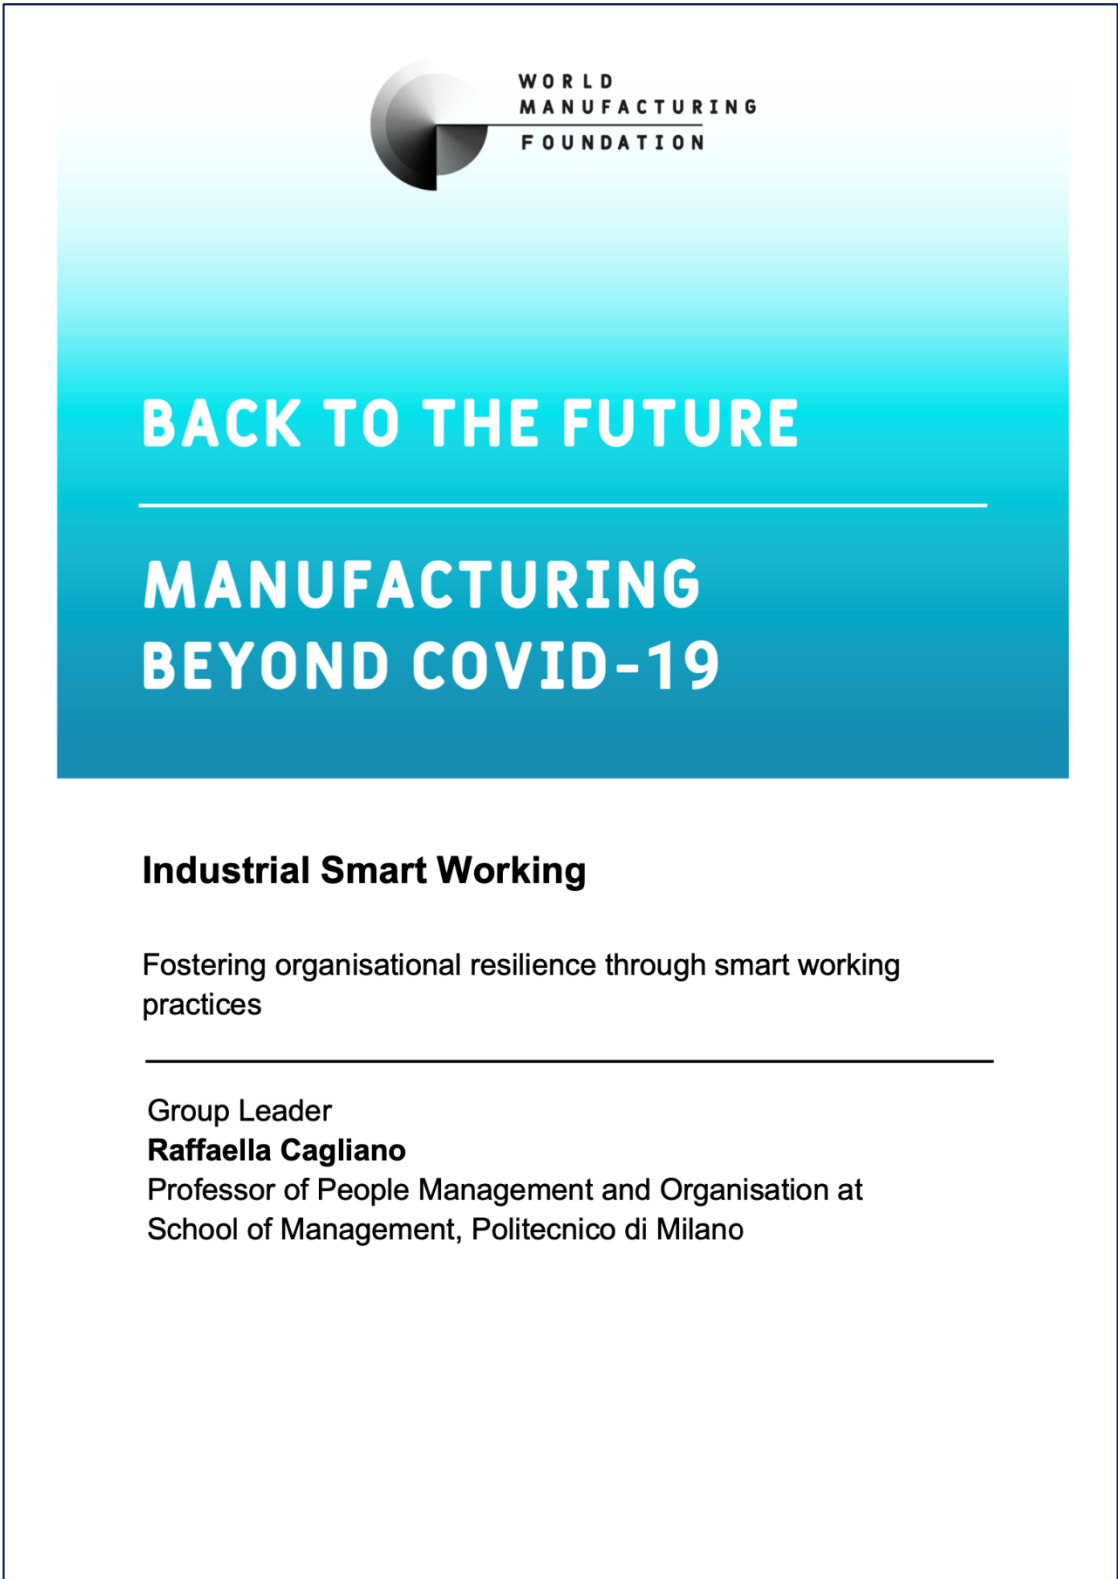 WORLD
MANUFACTURING
FOUNDATION
BACK TO THE FUTURE
MANUFACTURING
BEYOND COVID-19
Industrial Smart Working
Fostering organisational resilience through smart working
practices
Group Leader
Raffaella Cagliano
Professor of People Management and Organisation at
School of Management, Politecnico di Milano